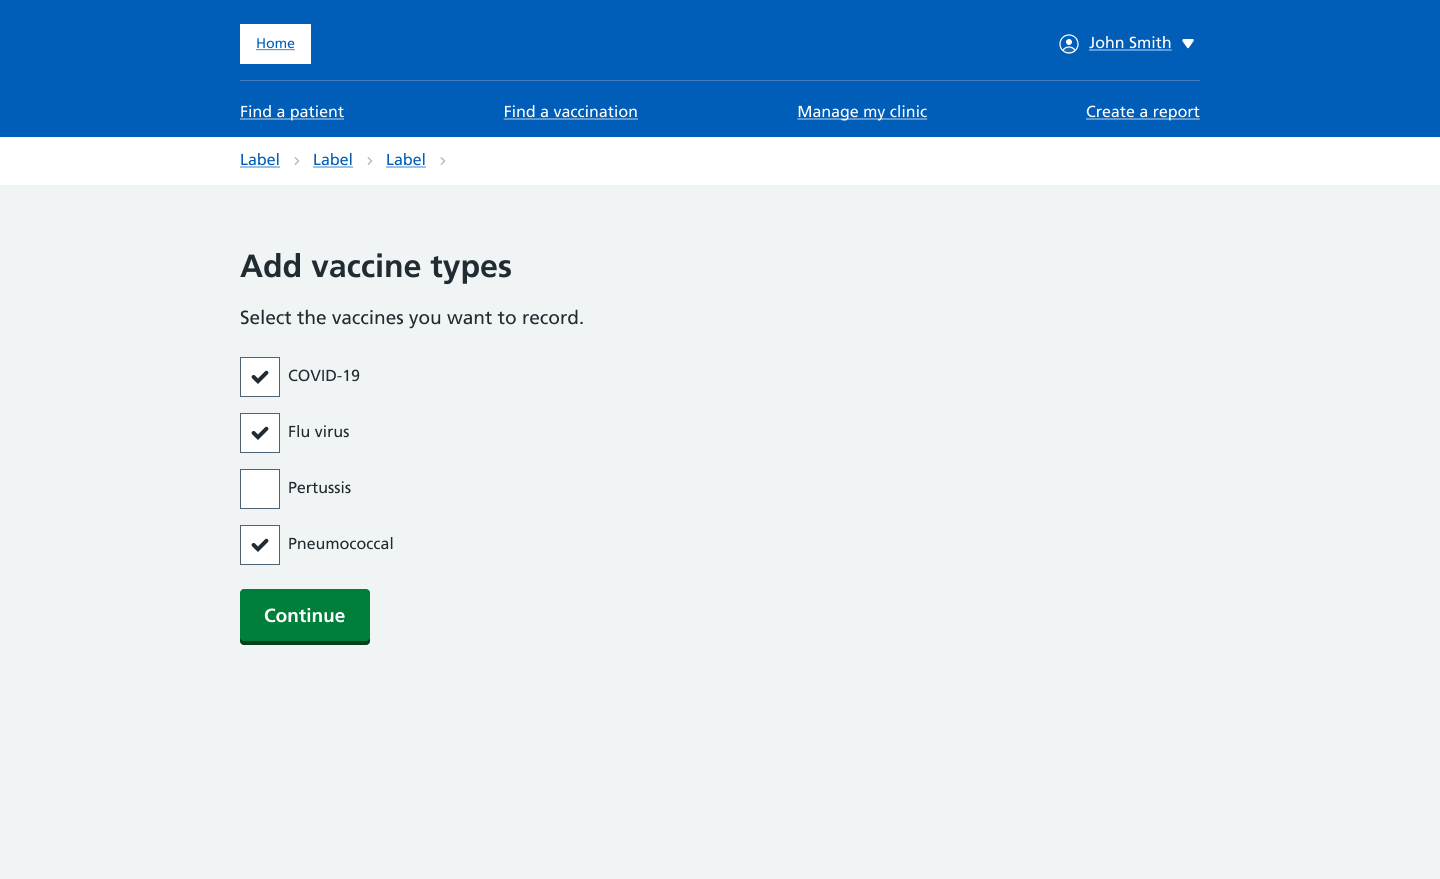 Home
John Smith
Find a patient Find a vaccination Manage my clinic Create a report
Label Label Label
Add vaccine types
Select the vaccines you want to record.
COVID-19
Flu virus
Pertussis
Pneumococcal
Continue